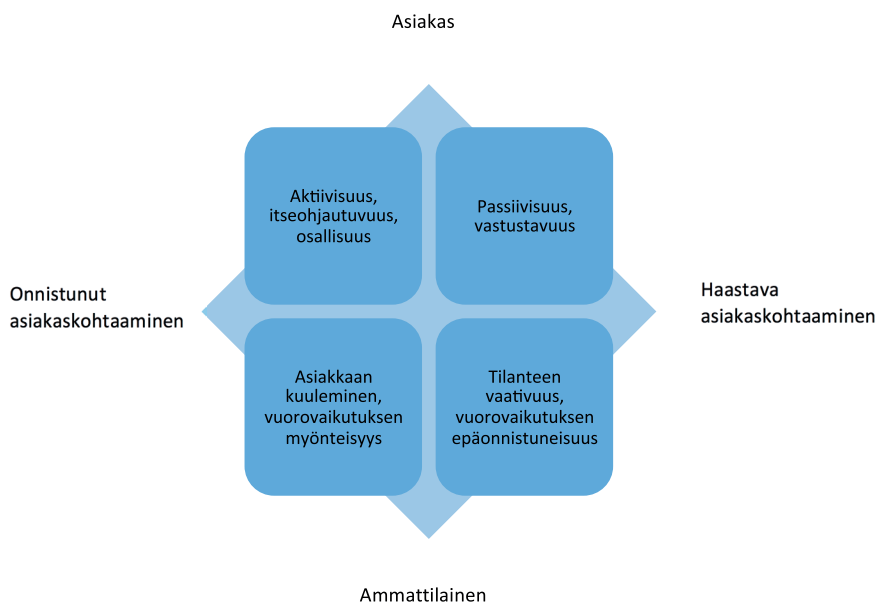 Asiakas
Aktiivisuus,
itseohjautuvuus,
osallisuus
Passiivisuus,
vastustavuus
Onnistunut
asiakaskohtaaminen
Haastava
asiakaskohtaaminen
Asiakkaan
kuuleminen,
vuorovaikutuksen
myönteisyys
Tilanteen
vaativuus,
vuorovaikutuksen
epäonnistuneisuus
Ammattilainen